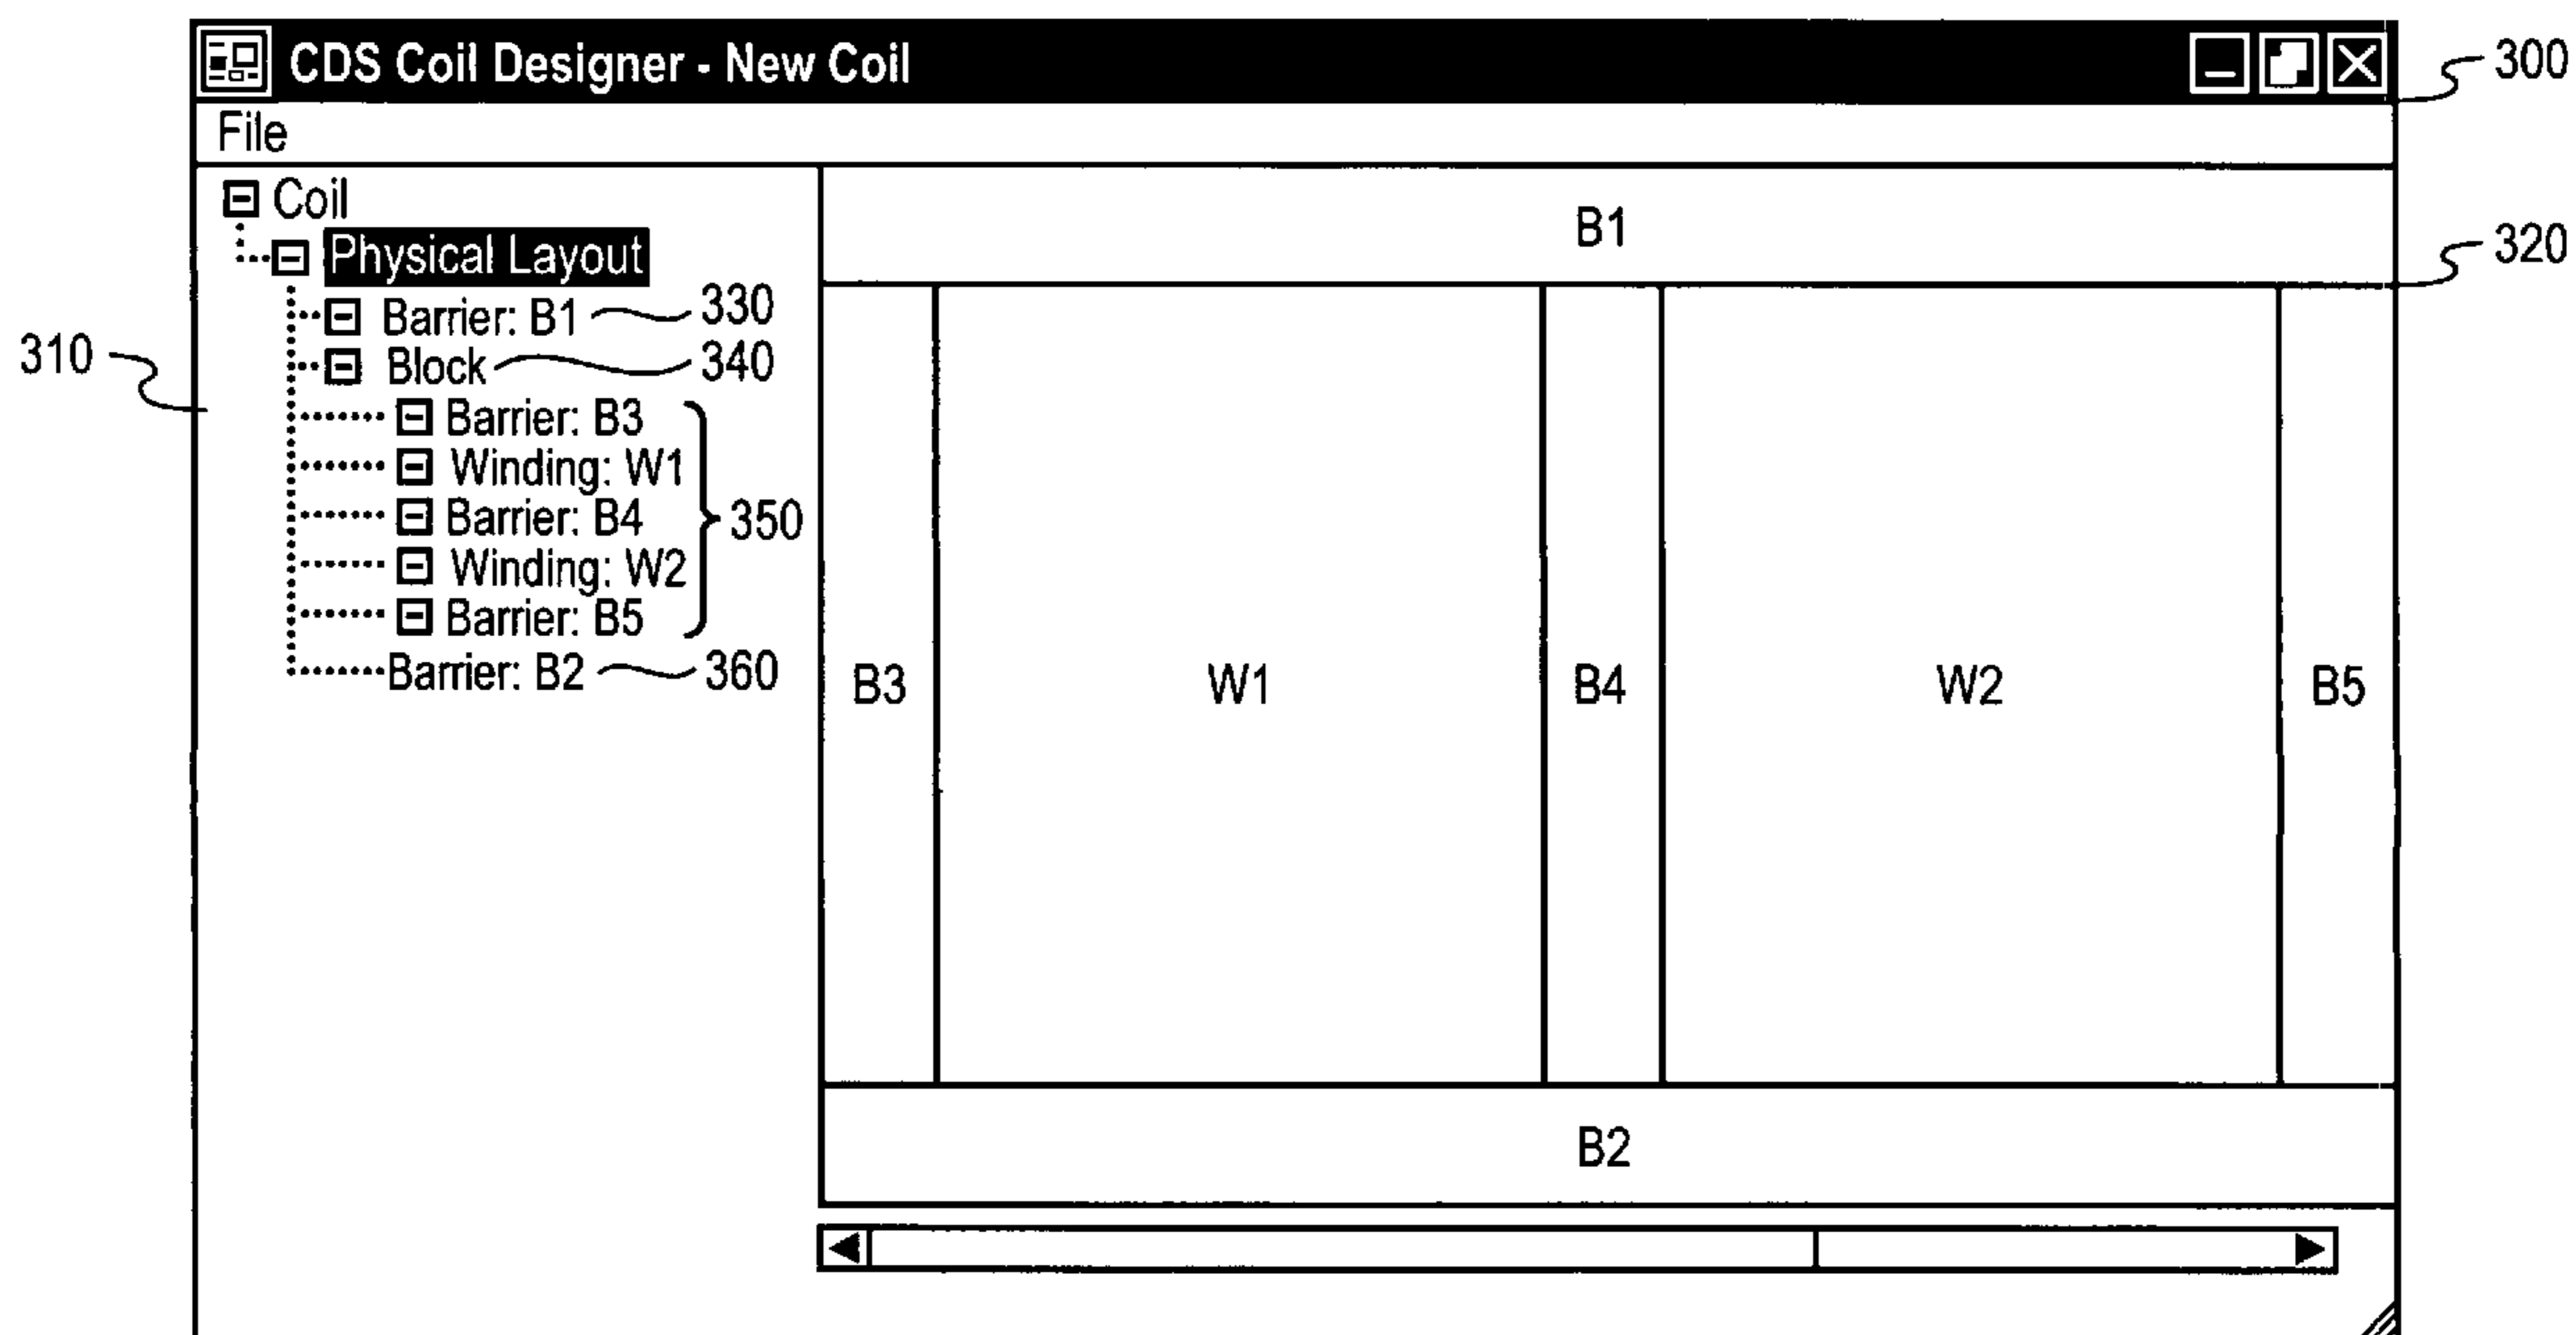 CDS Coil Designer - New Coil
300
File
Coil
Physical Layout
Barrier: B1
330
Block
340
310
Barrier: B3
Winding: W1
Barrier: B4
Winding: W2
Barrier: B5
350
Barrier: B2
360
B1
320
B3
W1
B4
W2
B5
B2